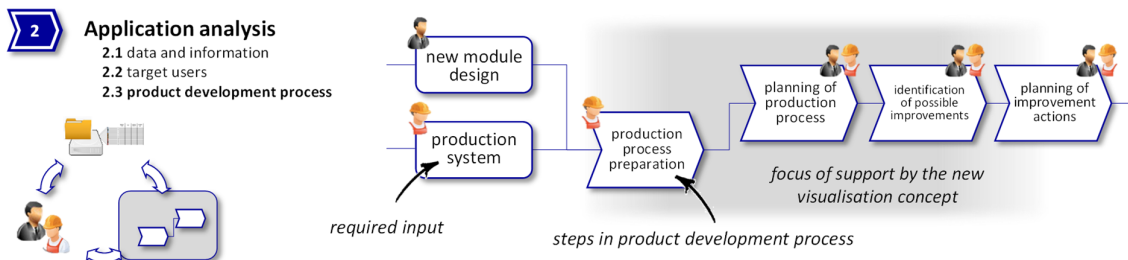 2
Application analysis
2.1 data and information
2.2 target users
2.3 product development process
new module
design
production
system
required input
production
process
preparation
steps in product development process
planning of
production
process
identification
of possible
improvements
planning of
improvement
actions
focus of support by the new
visualisation concept